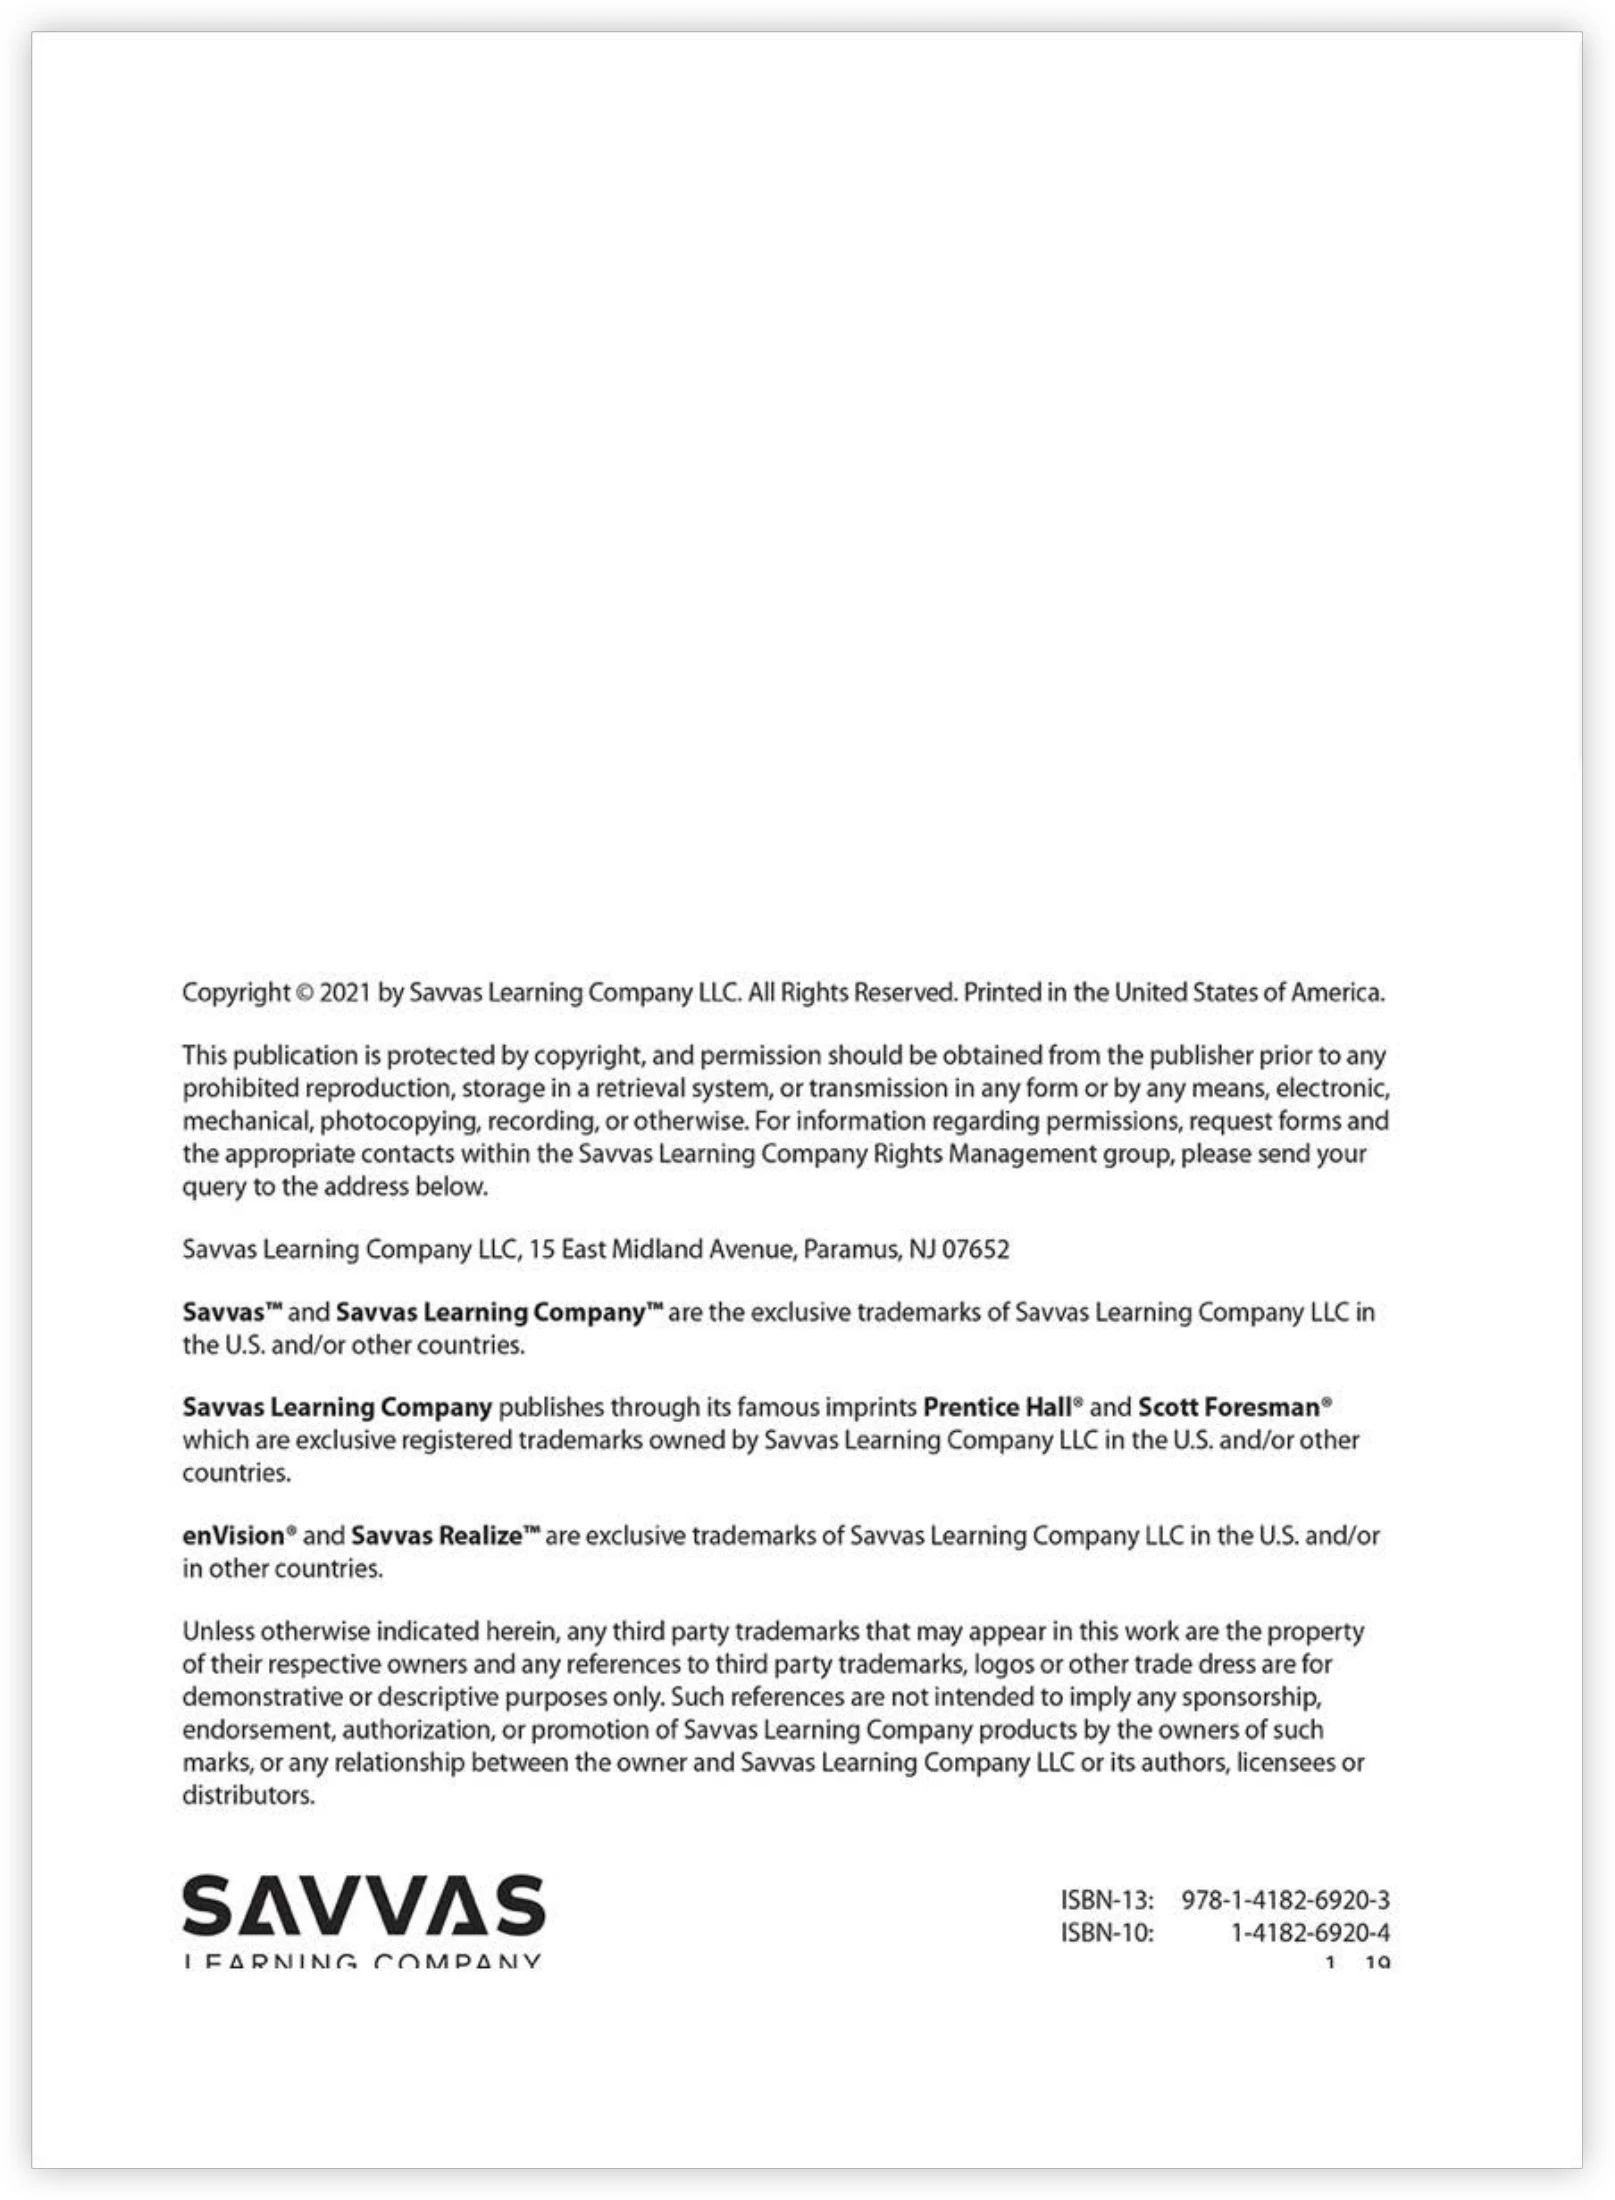 Copyright © 2021 by Savvas Learning Company LLC. All Rights Reserved. Printed in the United States of America.
This publication is protected by copyright, and permission should be obtained from the publisher prior to any
prohibited reproduction, storage in a retrieval system, or transmission in any form or by any means, electronic,
mechanical, photocopying, recording, or otherwise. For information regarding permissions, request forms and
the appropriate contacts within the Savvas Learning Company Rights Management group, please send your
query to the address below.
Savvas Learning Company LLC, 15 East Midland Avenue, Paramus, NJ 07652
Savvas™ and Savvas Learning Company™ are the exclusive trademarks of Savvas Learning Company LLC in
the U.S. and/or other countries.
Savvas Learning Company publishes through its famous imprints Prentice Hall® and Scott Foresman®
which are exclusive registered trademarks owned by Savvas Learning Company LLC in the U.S. and/or other
countries.
enVision® and Savvas Realize™ are exclusive trademarks of Savvas Learning Company LLC in the U.S. and/or
in other countries.
Unless otherwise indicated herein, any third party trademarks that may appear in this work are the property
of their respective owners and any references to third party trademarks, logos or other trade dress are for
demonstrative or descriptive purposes only. Such references are not intended to imply any sponsorship,
endorsement, authorization, or promotion of Savvas Learning Company products by the owners of such
marks, or any relationship between the owner and Savvas Learning Company LLC or its authors, licensees or
distributors.
SAVVAS
LEARNING COMPANY
ISBN-13: 978-1-4182-6920-3
ISBN-10: 1-4182-6920-4
1 19